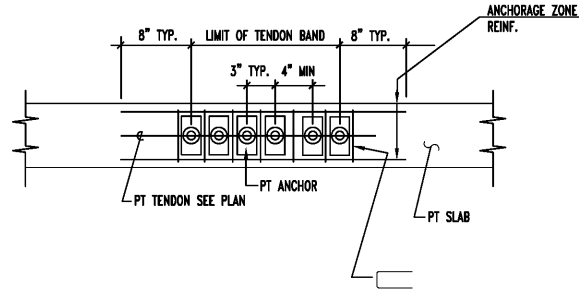 ANCHORAGE ZONE
REINF.
8" TYP.
LIMIT OF TENDON BAND
8" TYP.
3" TYP.
4" MIN
PT ANCHOR
PT TENDON SEE PLAN
PT SLAB